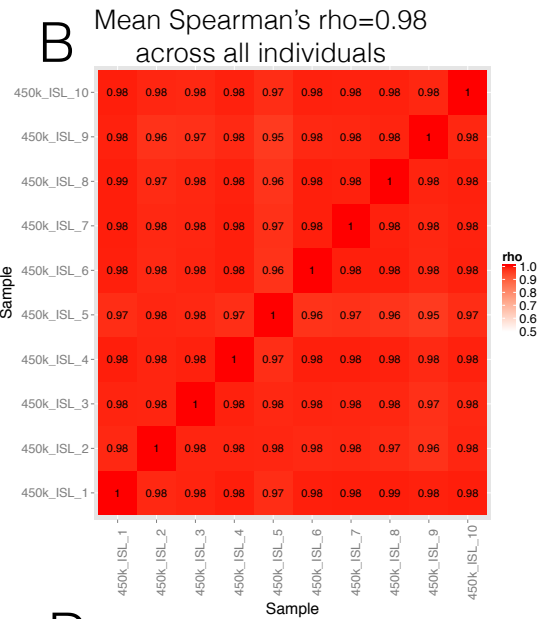 B
Mean Spearman's rho=0.98
across all individuals
450k_ISL_10 0.98 0.98 0.98 0.98 0.97 0.98 0.98 0.98 0.98 1
450k_ISL_9 0.98 0.96 0.97 0.98 0.95 0.98 0.98 0.98 1 0.98
450k_ISL_8 0.99 0.97 0.98 0.98 0.96 0.98 0.98 1 0.98 0.98
450k_ISL_7 0.98 0.98 0.98 0.98 0.97 0.98 1 0.98 0.98 0.98
450k_ISL_6 0.98 0.98 0.98 0.98 0.96 1 0.98 0.98 0.98 0.98
450k_ISL_5 0.97 0.98 0.98 0.97 1 0.96 0.97 0.96 0.95 0.97
450k_ISL_4 0.98 0.98 0.98 1 0.97 0.98 0.98 0.98 0.98 0.98
450k_ISL_3 0.98 0.98 1 0.98 0.98 0.98 0.98 0.98 0.97 0.98
450k_ISL_2 0.98 1 0.98 0.98 0.98 0.98 0.98 0.97 0.96 0.98
450k_ISL_1 1 0.98 0.98 0.98 0.97 0.98 0.98 0.99 0.98 0.98
Sample
450k_ISL_1
450k_ISL_2
450k_ISL_3
450k_ISL_4
450k_ISL_5
450k_ISL_6
450k_ISL_7
450k_ISL_8
450k_ISL_9
450k_ISL_10
Sample
rho
1.0
0.9
0.8
0.7
0.6
0.5